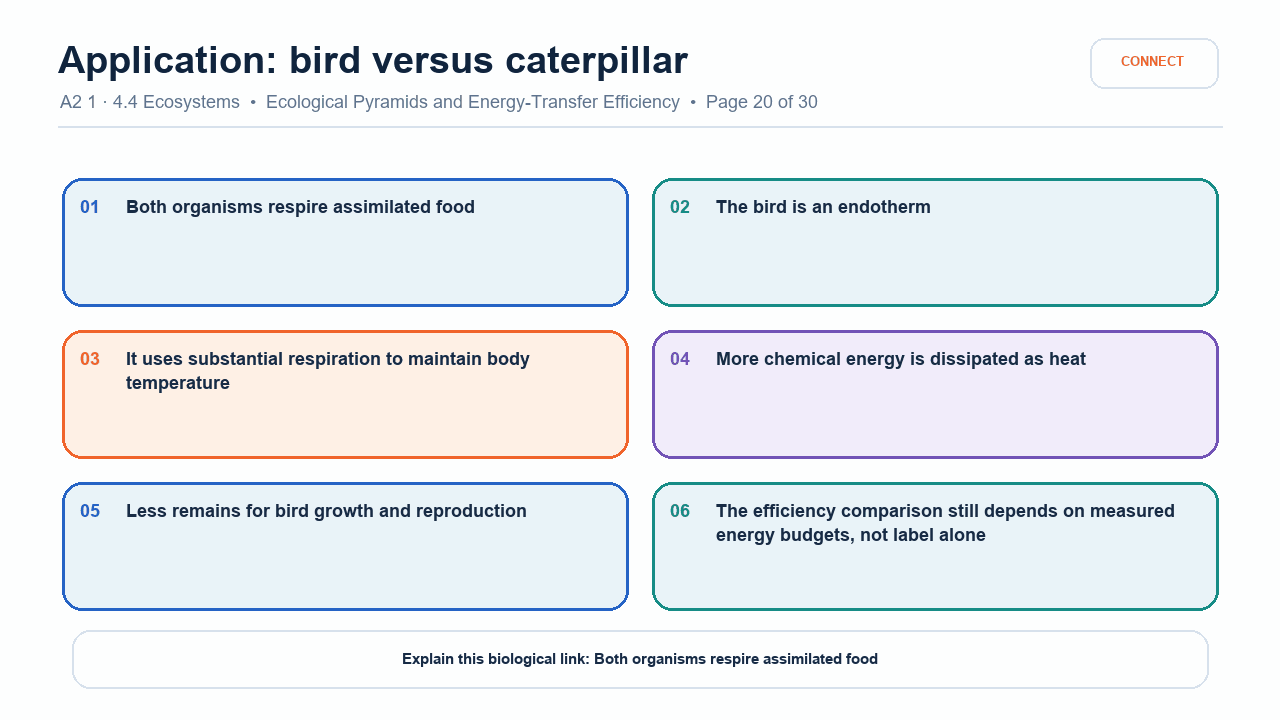 Application: bird versus caterpillar
CONNECT
A2 1 · 4.4 Ecosystems • Ecological Pyramids and Energy-Transfer Efficiency • Page 20 of 30
01 Both organisms respire assimilated food
02 The bird is an endotherm
03 It uses substantial respiration to maintain body
temperature
04 More chemical energy is dissipated as heat
05 Less remains for bird growth and reproduction
06 The efficiency comparison still depends on measured
energy budgets, not label alone
Explain this biological link: Both organisms respire assimilated food